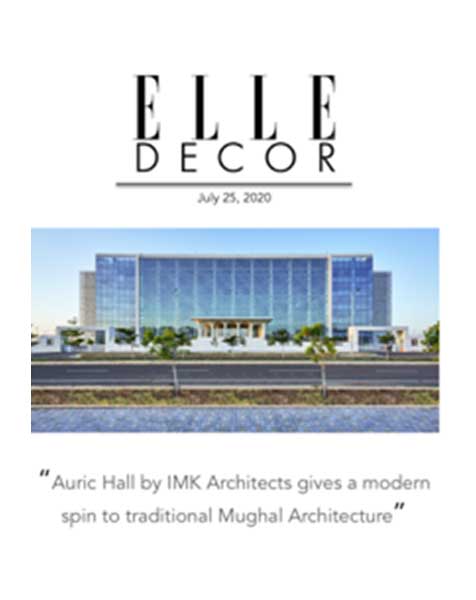 ELLE
DECOR
July 25, 2020
“Auric Hall by IMK Architects gives a modern
spin to traditional Mughal Architecture”